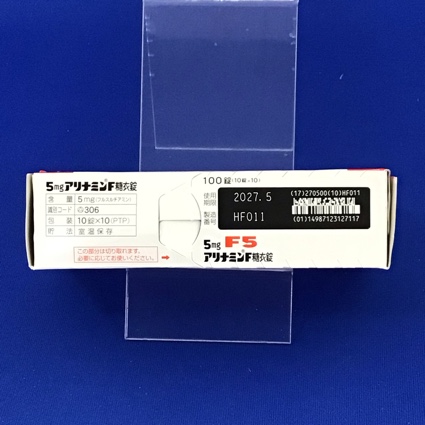 5mgアリナミンF糖衣錠
含 量 5mg(フルスルチアミン)
識別コード 306
包 装 10錠×10(PTP)
貯 法 室温保存
この部分は切り取れます。
必要に応じてお使いください。
100錠(10錠×10)
使用期限 2027.5
製造番号 HF011
(17)270500(10)HF011
(01)14987123127117
F5
5mg
アリナミンF糖衣錠